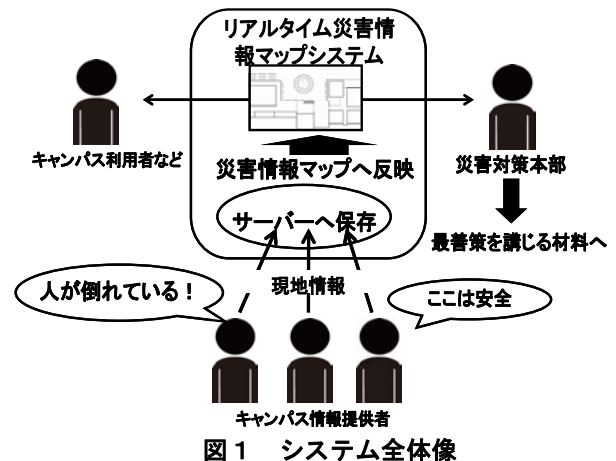 リアルタイム災害情
報マップシステム
キャンパス利用者など
災害情報マップへ反映
災害対策本部
サーバーへ保存
最善策を講じる材料へ
人が倒れている！
現地情報
ここは安全
キャンパス情報提供者
図１　システム全体像